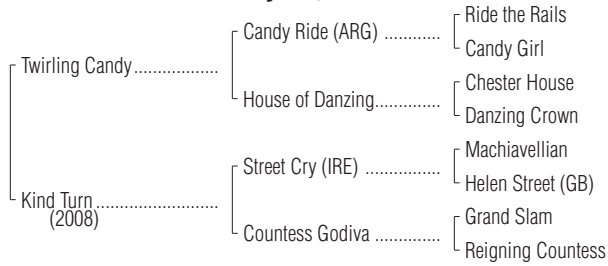 Ride the Rails
Candy Ride (ARG) ............
Candy Girl
Twirling Candy..................
Chester House
House of Danzing..............
Danzing Crown
Machiavellian
Street Cry (IRE) ................
Helen Street (GB)
Kind Turn ..........................
(2008)
Grand Slam
Countess Godiva ..............
Reigning Countess